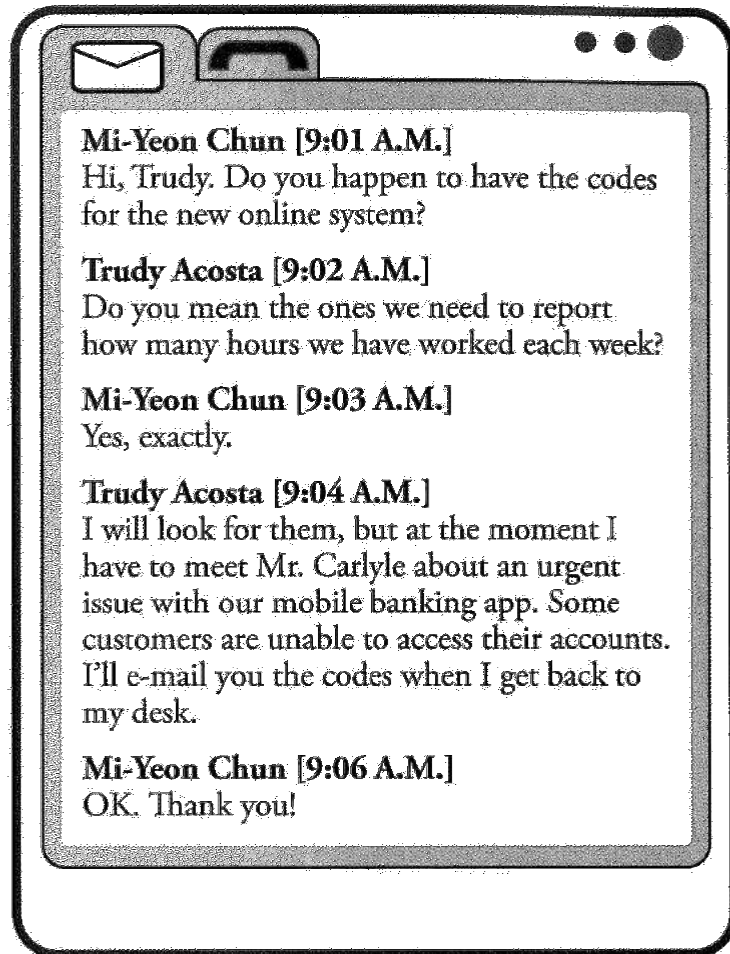 Mi-Yeon Chun [9:01 A.M.]
Hi, Trudy. Do you happen to have the codes
for the new online system?
Trudy Acosta [9:02 A.M.]
Do you mean the ones we need to report
how many hours we have worked each week?
Mi-Yeon Chun [9:03 A.M.]
Yes, exactly.
Trudy Acosta [9:04 A.M.]
I will look for them, but at the moment I
have to meet Mr. Carlyle about an urgent
issue with our mobile banking app. Some
customers are unable to access their accounts.
I'll e-mail you the codes when I get back to
my desk.
Mi-Yeon Chun [9:06 A.M.]
OK. Thank you!